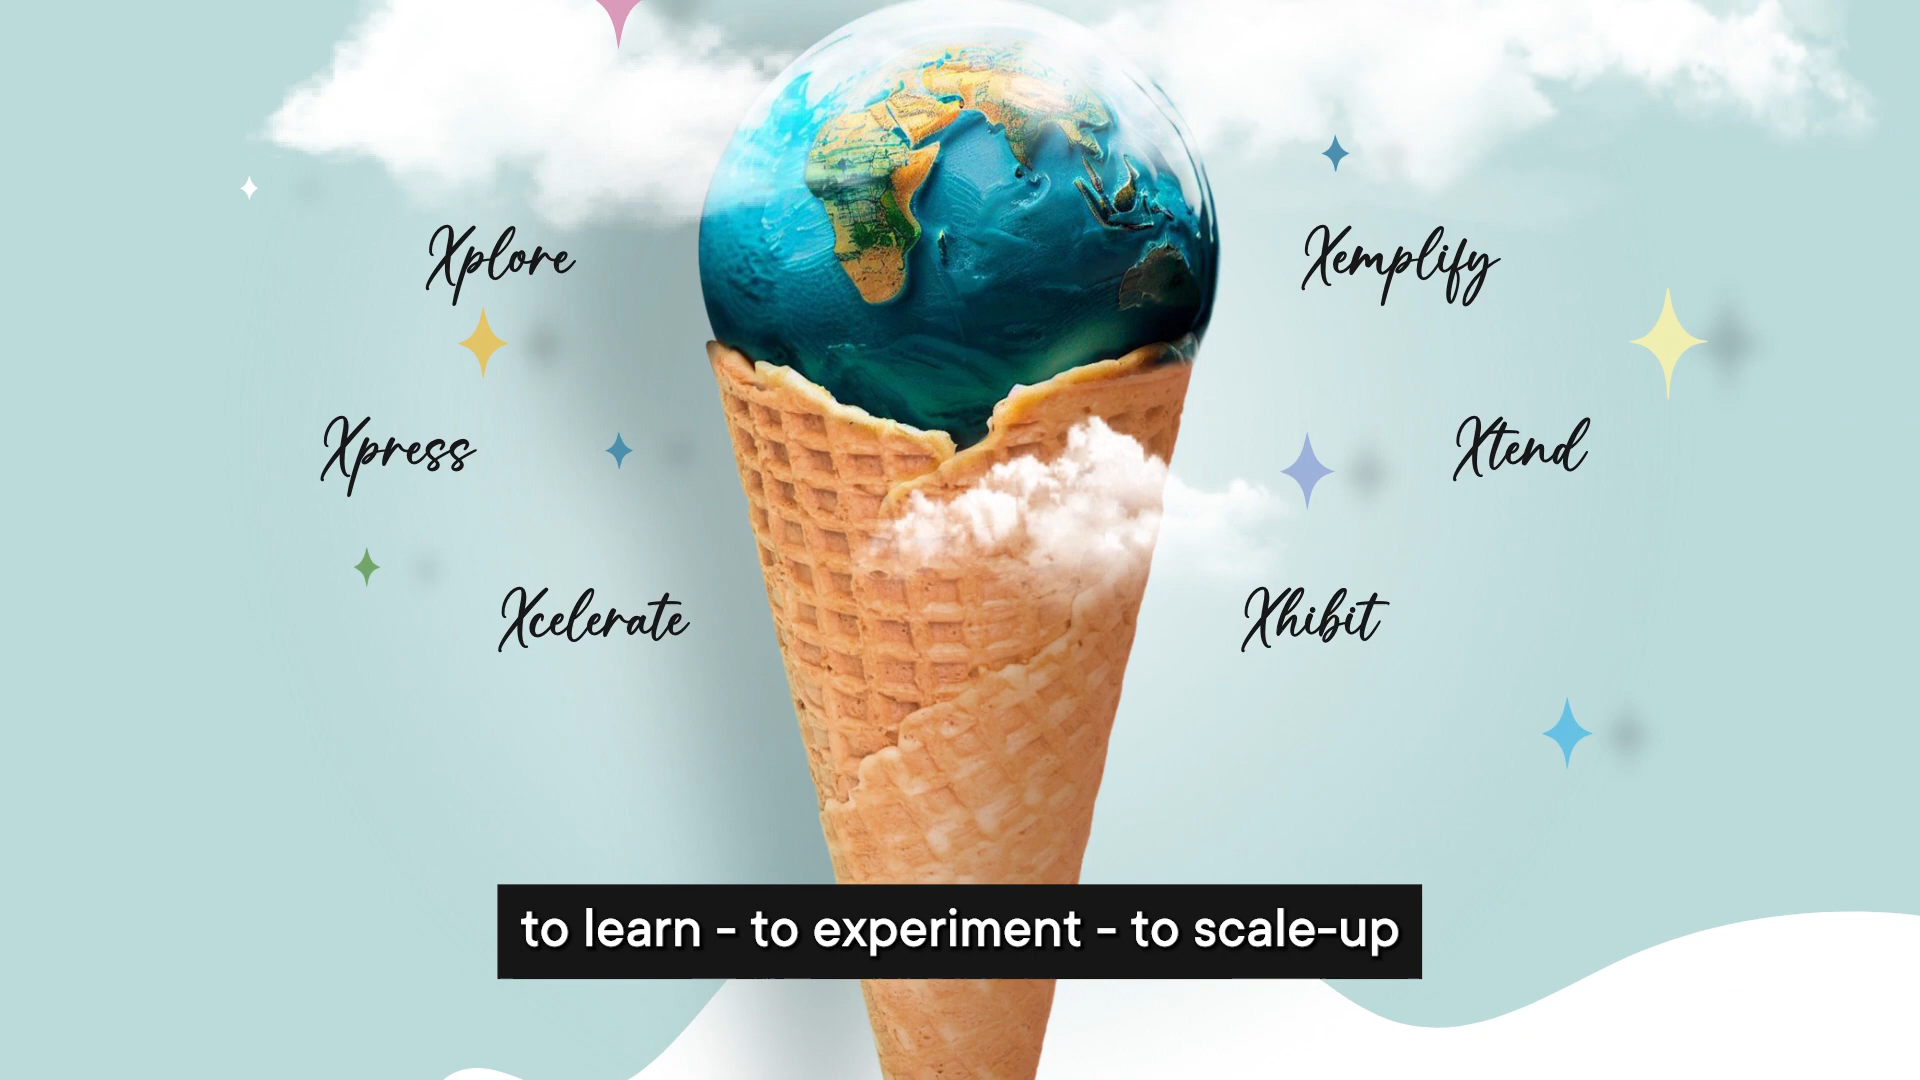 Xplore
Xemplify
Xpress
Xtend
Xcelerate
Xhibit
to learn - to experiment - to scale-up